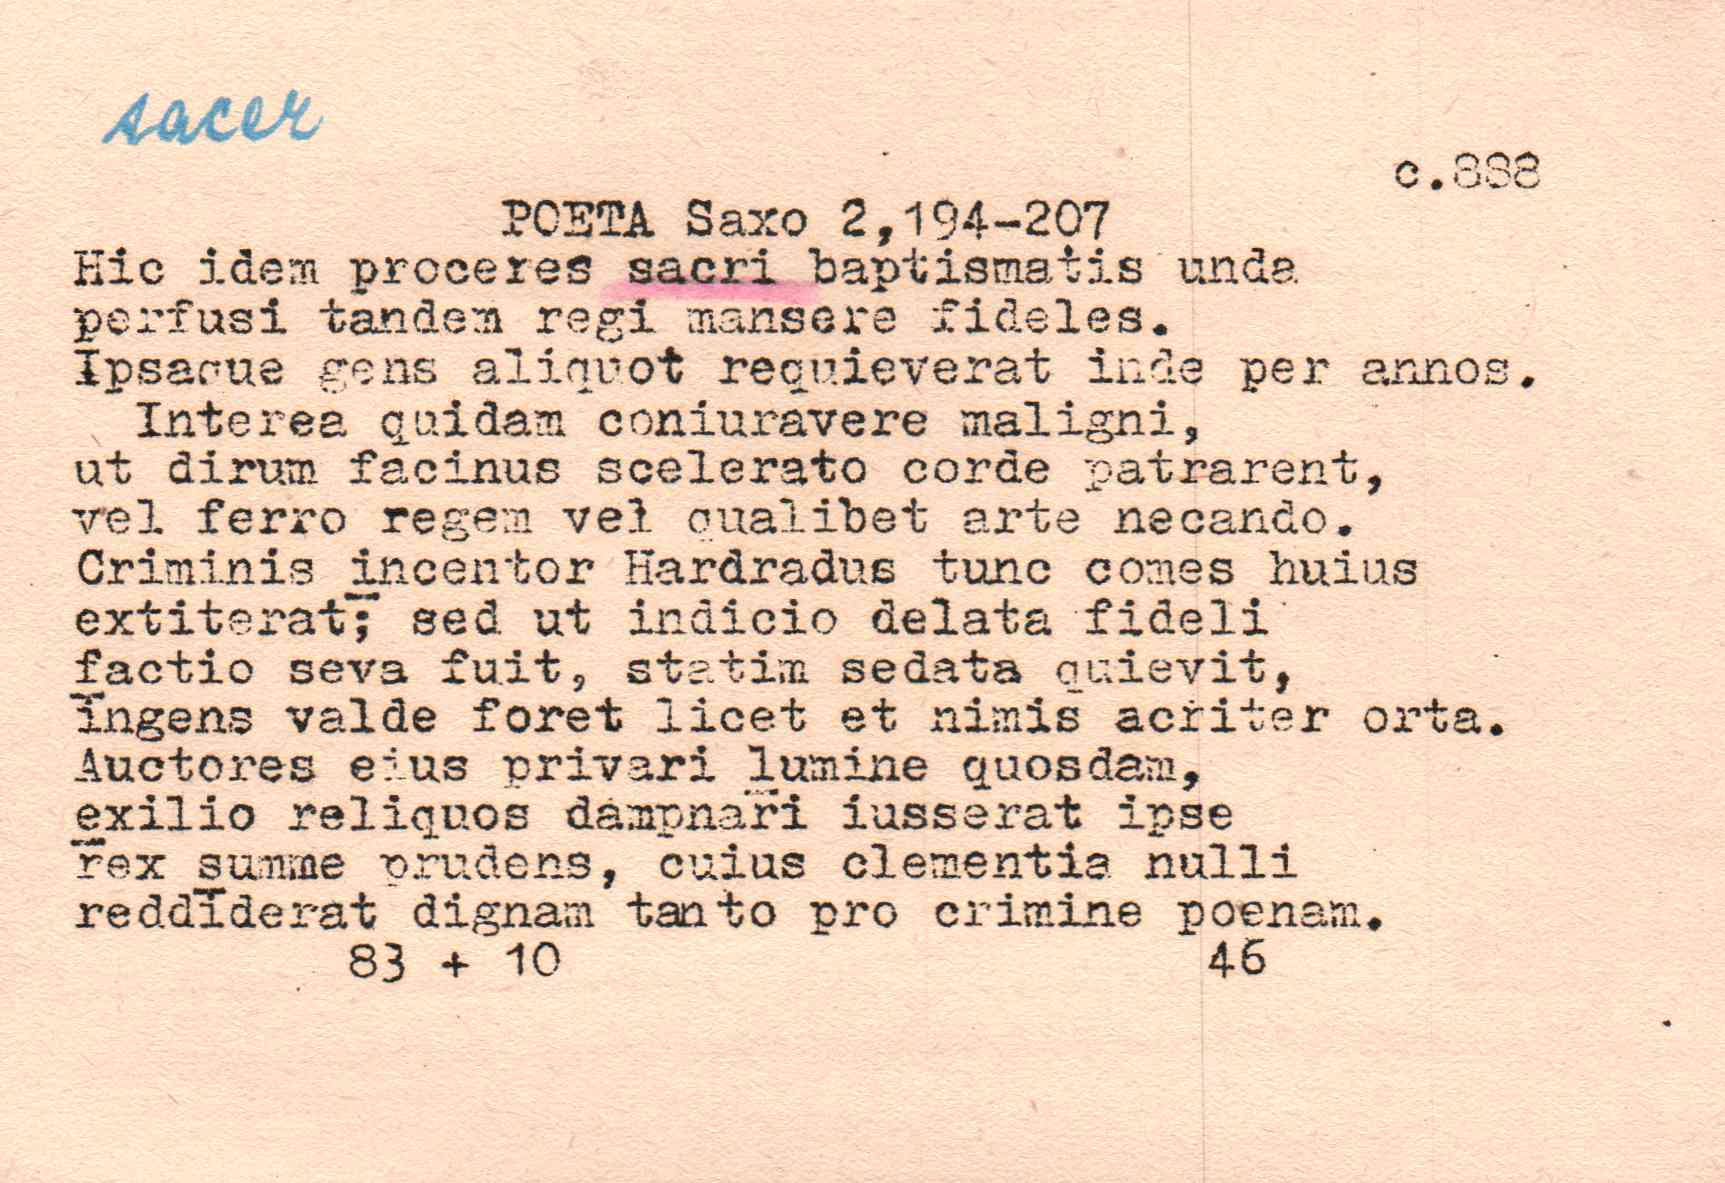 sacer
c.888
POETA Saxo 2,194-207
Hic idem proceres sacri baptismatis unda
perfusi tandem regi mansere fideles.
Ipsaque gens aliquot requieverat inde per annos.
Interea quidam coniuravere maligni,
ut dirum facinus scelerato corde patrarent,
vel ferro regem vel qualibet arte necando.
Criminis incentor Hardradus tunc comes huius
extiterat; sed ut indicio delata fideli
factio seva fuit, statim sedata quievit,
ingens valde foret licet et nimis acriter orta.
Auctores eius privari lumine quosdam,
exilio reliquos dampnari iusserat ipse
rex summe prudens, cuius clementia nulli
reddiderat dignam tanto pro crimine poenam.
83 + 10 46